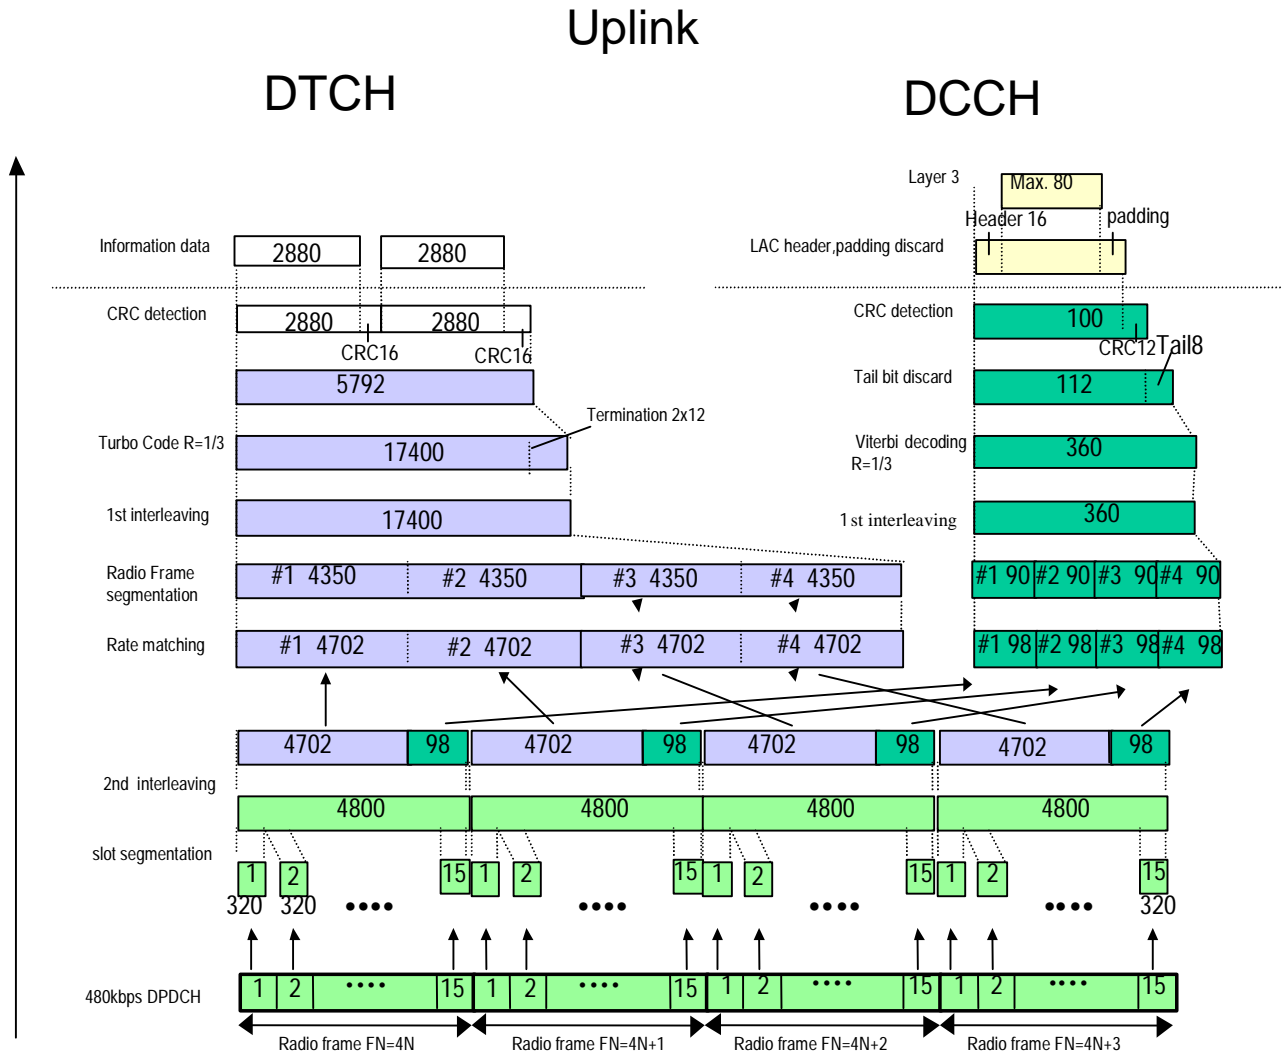 Uplink
DTCH
DCCH
Layer 3
Max. 80
Header 16
padding
Information data
2880
2880
LAC header,padding discard
CRC detection
2880
2880
CRC16
CRC16
CRC detection
100
CRC12
Tail8
5792
Tail bit discard
112
Termination 2x12
Turbo Code R=1/3
17400
Viterbi decoding
R=1/3
360
1st interleaving
17400
1st interleaving
360
Radio Frame
segmentation
#1 4350
#2 4350
#3 4350
#4 4350
#1 90
#2 90
#3 90
#4 90
Rate matching
#1 4702
#2 4702
#3 4702
#4 4702
#1 98
#2 98
#3 98
#4 98
4702
98
4702
98
4702
98
4702
98
2nd interleaving
4800
4800
4800
4800
slot segmentation
1
2
15
1
2
15
1
2
15
1
2
15
320
320
••••
••••
••••
••••
320
480kbps DPDCH
1
2
••••
15
1
2
••••
15
1
2
••••
15
1
2
••••
15
Radio frame FN=4N
Radio frame FN=4N+1
Radio frame FN=4N+2
Radio frame FN=4N+3